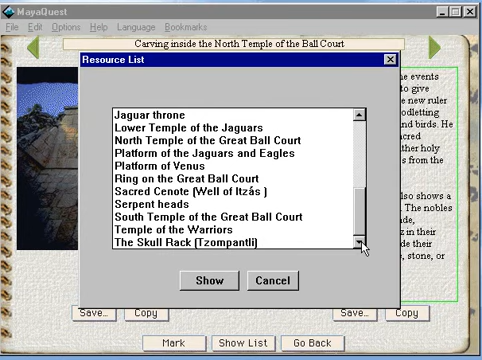 MayaQuest
File Edit Options Help Language Bookmarks
Carving inside the North Temple of the Ball Court
Resource List
Jaguar throne
Lower Temple of the Jaguars
North Temple of the Great Ball Court
Platform of the Jaguars and Eagles
Platform of Venus
Ring on the Great Ball Court
Sacred Cenote (Well of Itzás )
Serpent heads
South Temple of the Great Ball Court
Temple of the Warriors
The Skull Rack (Tzompantli)
Show Cancel
he events
to give
e new ruler
odletting
nd birds. He
acred
ther holy
s from the
lso shows a
The nobles
ade,
z in their
de their
, stone, or
Save... Copy Save... Copy
Mark Show List Go Back